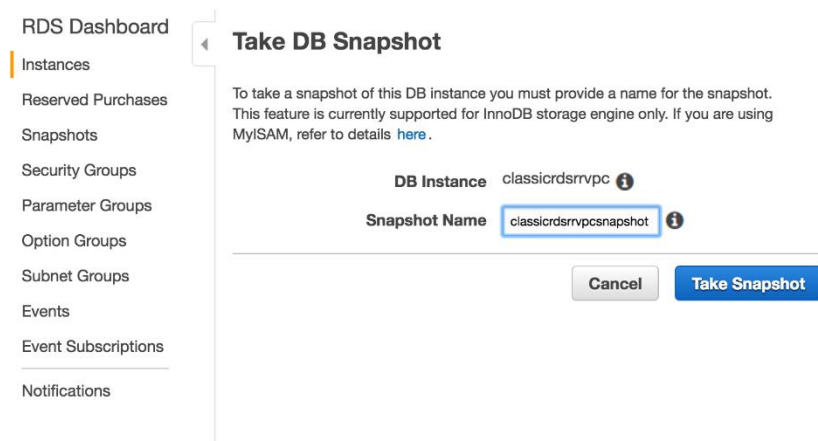 RDS Dashboard
Instances
Reserved Purchases
Snapshots
Security Groups
Parameter Groups
Option Groups
Subnet Groups
Events
Event Subscriptions
Notifications
Take DB Snapshot
To take a snapshot of this DB instance you must provide a name for the snapshot.
This feature is currently supported for InnoDB storage engine only. If you are using
MyISAM, refer to details here.
DB Instance classicrdsrrvpc
Snapshot Name classicrdsrrvpcsnapshot
Cancel Take Snapshot